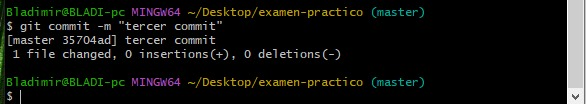 Bladimir@BLADI-pc MINGW64 ~/Desktop/examen-practico (master)
$ git commit -m "tercer commit"
[master 35704ad] tercer commit
 1 file changed, 0 insertions(+), 0 deletions(-)
Bladimir@BLADI-pc MINGW64 ~/Desktop/examen-practico (master)
$